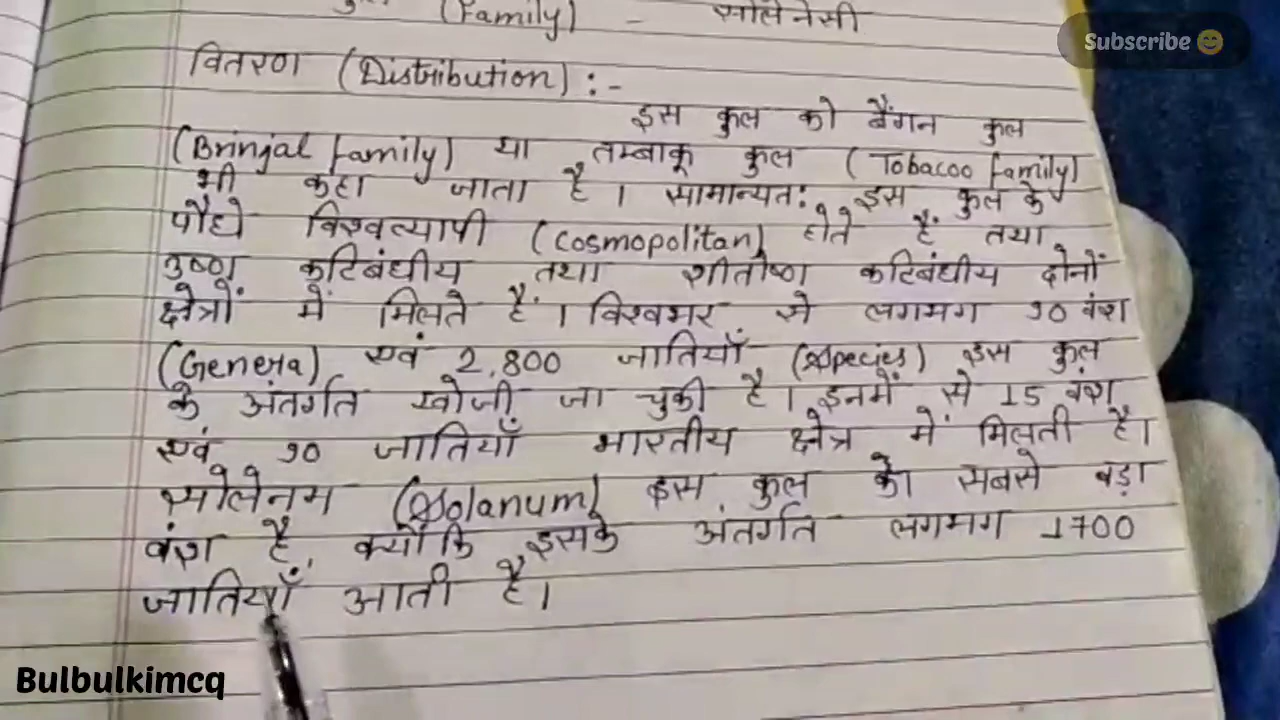 कुल (Family) - सोलेनेसी
Subscribe 😊
वितरण (Distribution) :-
इस कुल को बैंगन कुल
(Brinjal family) या तम्बाकू कुल (Tobacoo family)
भी कहा जाता है। सामान्यतः इस कुल के
पौधे विश्वव्यापी (Cosmopolitan) होते हैं तथा
उष्ण कटिबंधीय तथा शीतोष्ण कटिबंधीय दोनों
क्षेत्रों में मिलते हैं। विश्वभर से लगभग 90 वंश
(Genera) एवं 2,800 जातियाँ (Species) इस कुल
के अंतर्गत खोजी जा चुकी है। इनमें से 15 वंश
एवं 90 जातियाँ भारतीय क्षेत्र में मिलती है।
सोलेनम (Solanum) इस कुल का सबसे बड़ा
वंश है, क्योंकि इसके अंतर्गत लगभग 1700
जातियाँ आती है।
Bulbulkimcq